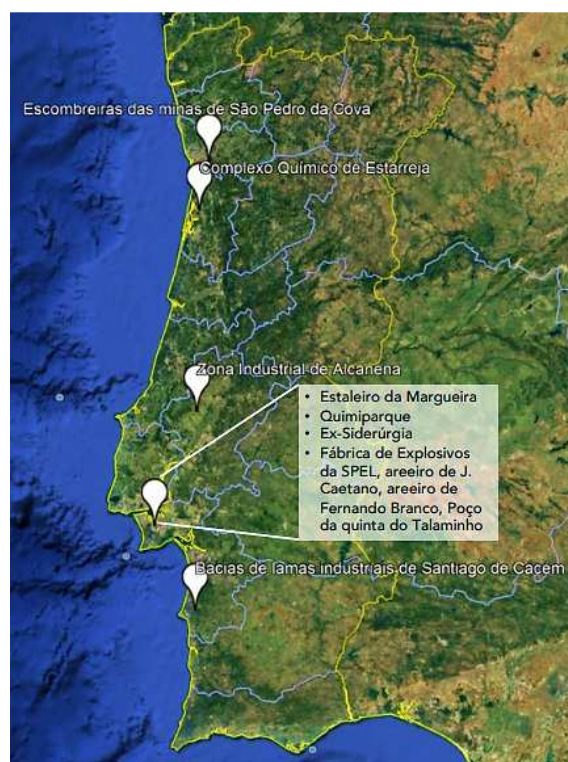 Escombreiras das minas de São Pedro da Cova
Complexo Químico de Estarreja
Zona Industrial de Alcanena
• Estaleiro da Margueira
• Quimiparque
• Ex-Siderúrgia
• Fábrica de Explosivos
da SPEL, areeiro de J.
Caetano, areeiro de
Fernando Branco, Poço
da quinta do Talaminho
Bacias de lamas industriais de Santiago de Cacém